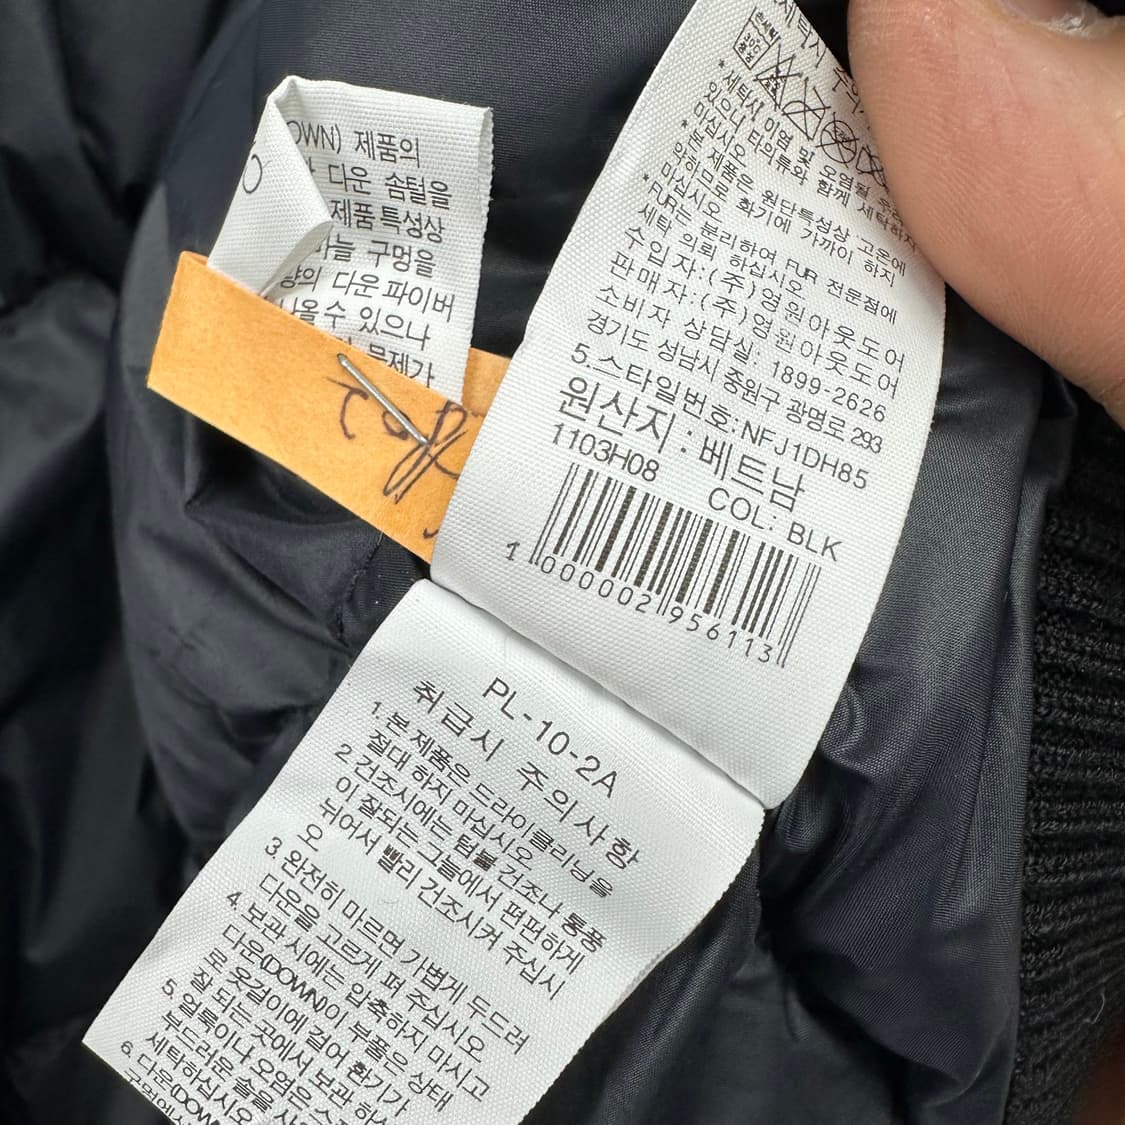 OWN) 제품의
다운 솜털을
제품특성상
바늘 구멍을
량의 다운 파이버
나올수 있으나
문제가
세탁시
*세탁시 이염 및 오염될
있으니 타의류와 함께 세탁하지
마십시오
*본 제품은 원단특성상 고온에
약하므로 화기에 가까이 하지
마십시오
*FUR는 분리하여 FUR 전문점에
세탁 의뢰 하십시오
수입자:(주)영원아웃도어
판매자:(주)영원아웃도어
소비자 상담실: 1899-2626
경기도 성남시 중원구 광명로 293
5.스타일번호:NFJ1DH85
원산지 : 베트남
1103H08 COL: BLK
1 000002 956113
PL-10-2A
취급시 주의사항
1.본 제품은 드라이클리닝을
절대 하지 마십시오
2 건조시에는 텀블 건조나 통풍
이 잘되는 그늘에서 편편하게
뉘어서 빨리 건조시켜 주십시
오
3.완전히 마르면 가볍게 두드려
다운을 고르게 펴 주십시오
4.보관 시에는 압축하지 마시고
다운(DOWN)이 부풀은 상태
로 옷걸이에 걸어 환기가
잘 되는 곳에서 보관 하
5.얼룩이나 오염은
부드러운 솔을 사
세탁하십시오
6.다운(DOWN